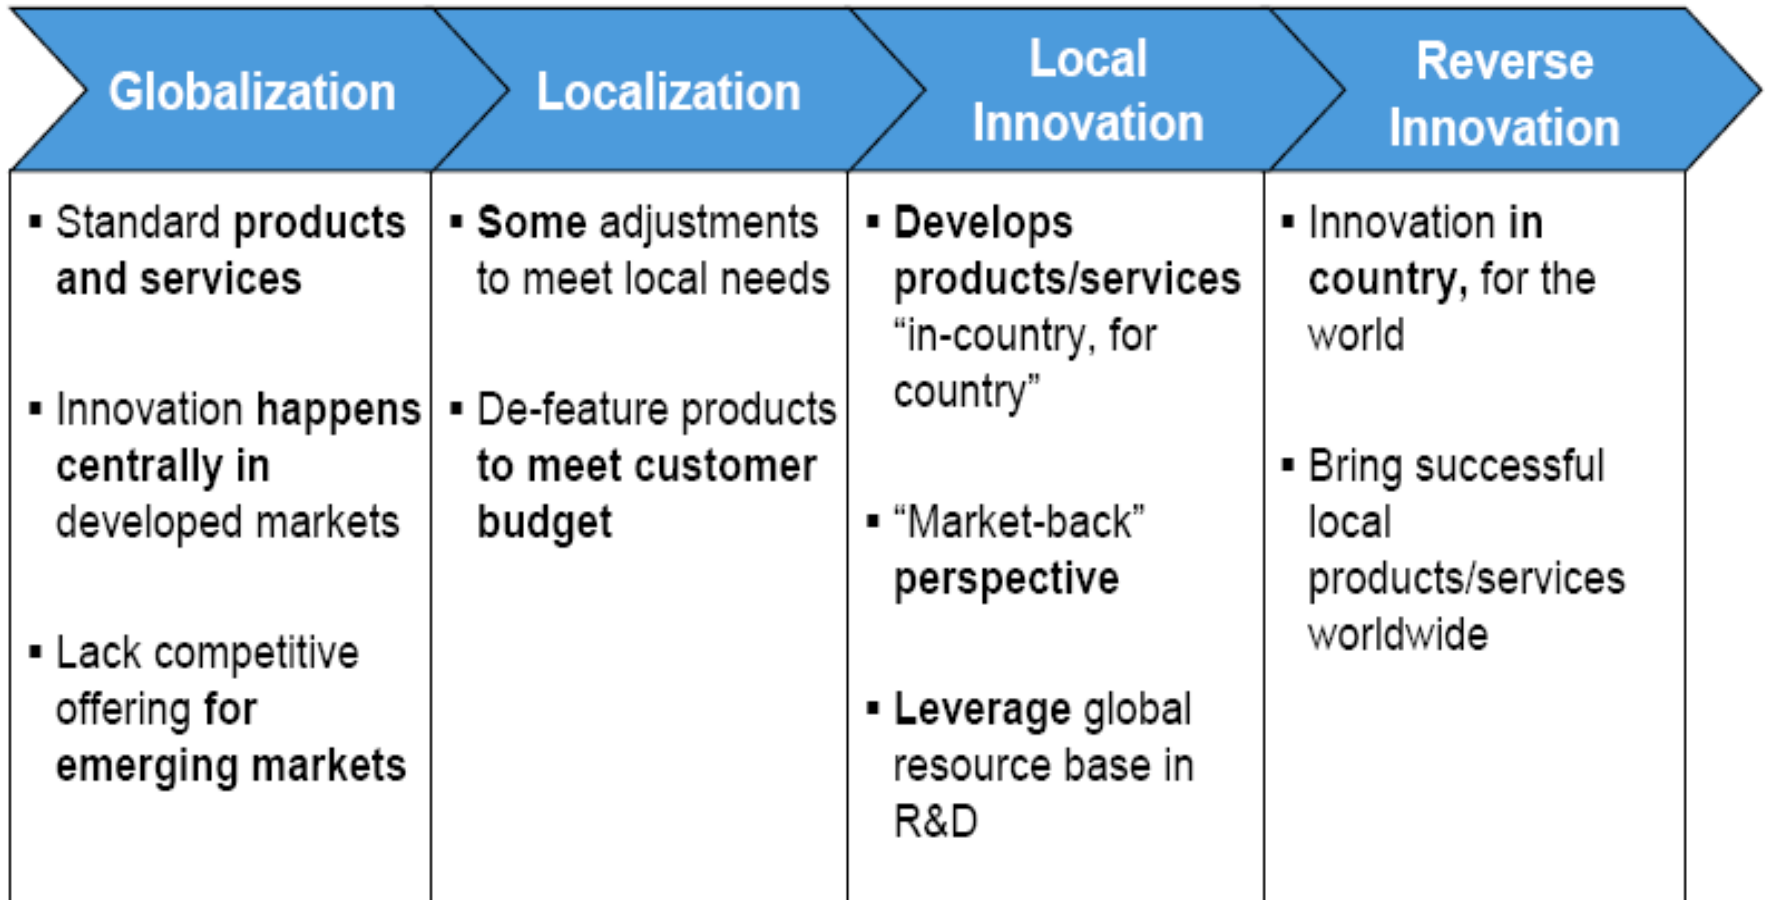 Globalization
Localization
Local
Innovation
Reverse
Innovation
▪ Standard products
and services
▪ Innovation happens
centrally in
developed markets
▪ Lack competitive
offering for
emerging markets
▪ Some adjustments
to meet local needs
▪ De-feature products
to meet customer
budget
▪ Develops
products/services
“in-country, for
country”
▪ “Market-back”
perspective
▪ Leverage global
resource base in
R&D
▪ Innovation in
country, for the
world
▪ Bring successful
local
products/services
worldwide